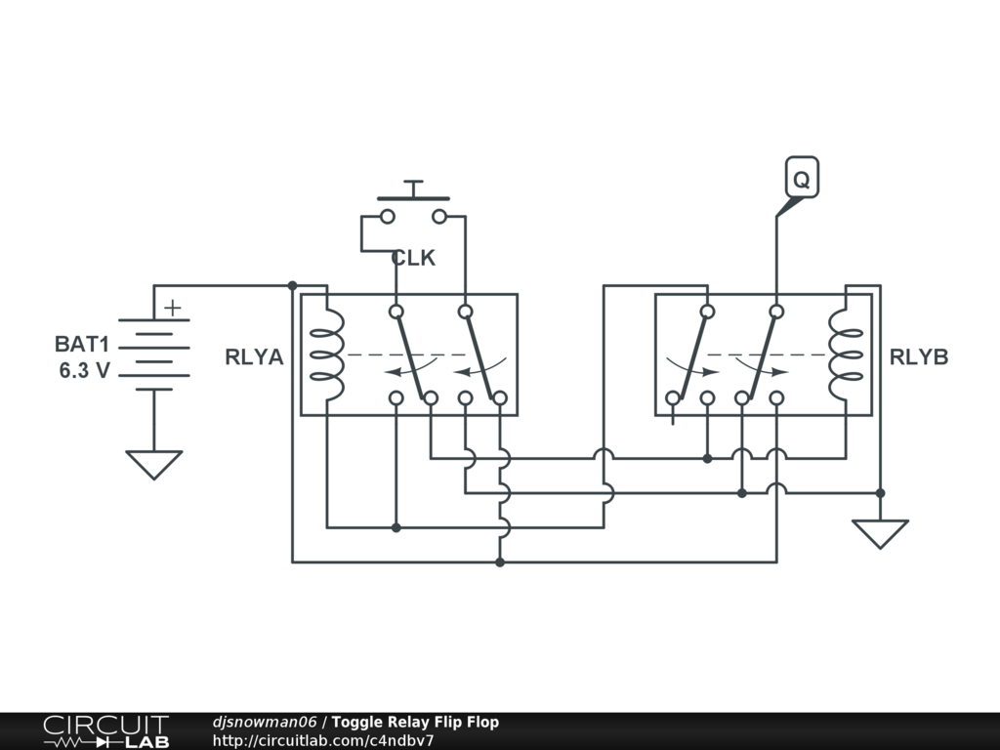 Q
CLK
+
BAT1
6.3 V
RLYA
RLYB
CIRCUIT
LAB
djsnowman06 / Toggle Relay Flip Flop
http://circuitlab.com/c4ndbv7